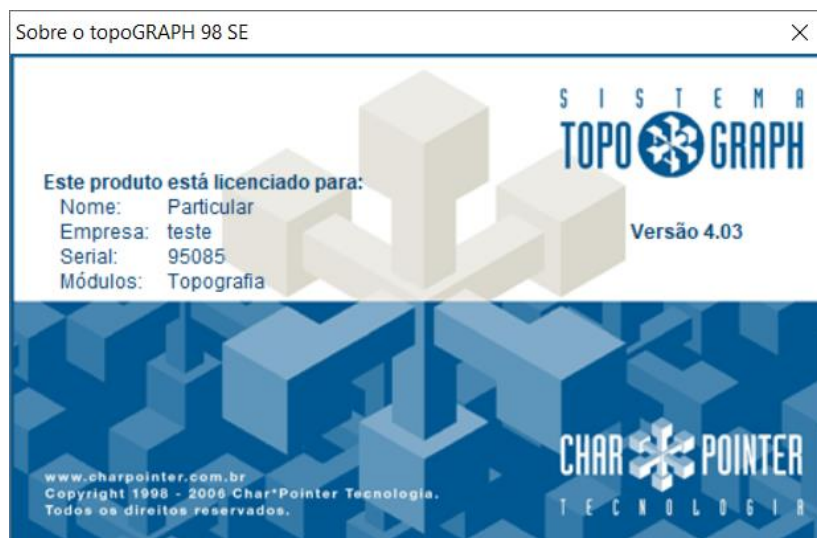 Sobre o topoGRAPH 98 SE
SISTEMA
TOPO GRAPH
Este produto está licenciado para:
Nome: Particular
Empresa: teste
Serial: 95085
Módulos: Topografia
Versão 4.03
CHAR POINTER
TECNOLOGIA
www.charpointer.com.br
Copyright 1998 - 2006 Char*Pointer Tecnologia.
Todos os direitos reservados.